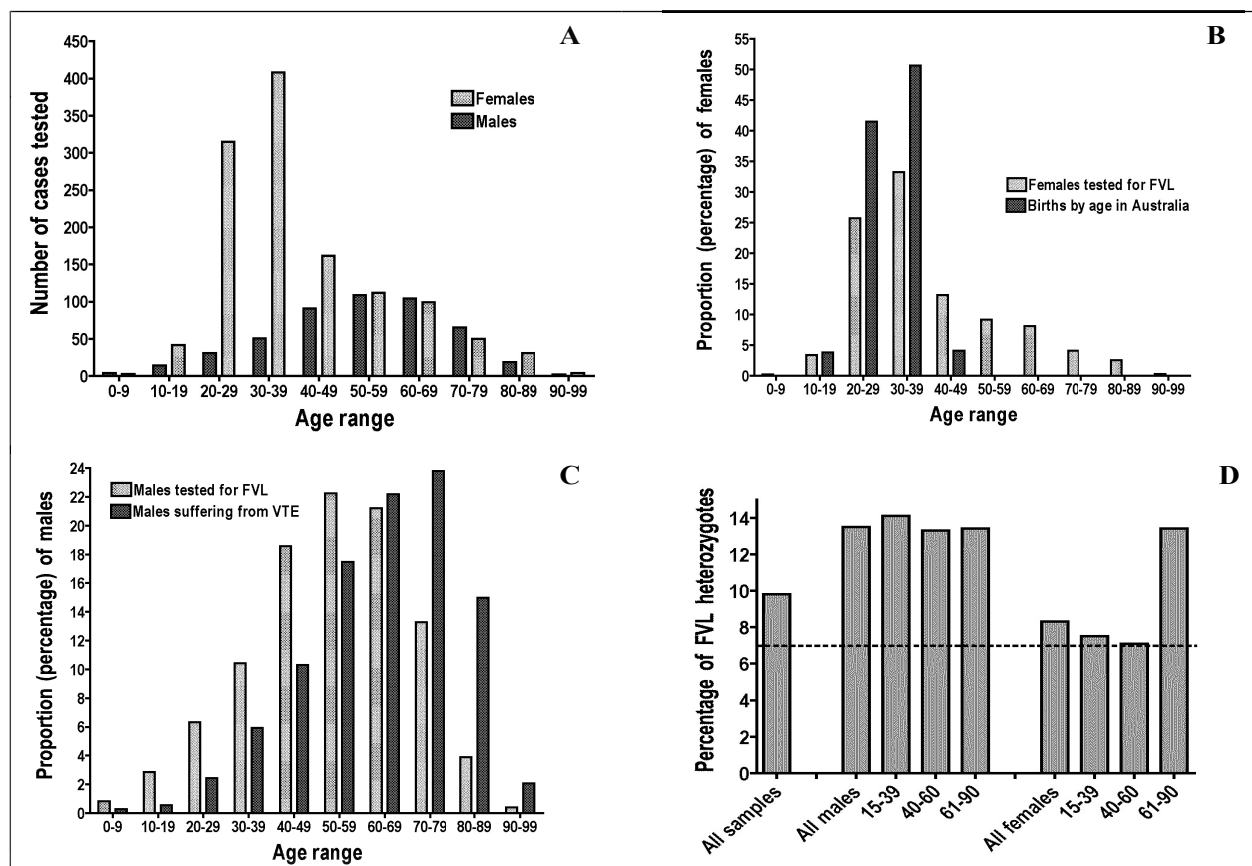 A
Number of cases tested
450
400
350
300
250
200
150
100
50
0
Females
Males
0-9 10-19 20-29 30-39 40-49 50-59 60-69 70-79 80-89 90-99
Age range
B
Proportion (percentage) of females
55
50
45
40
35
30
25
20
15
10
5
0
Females tested for FVL
Births by age in Australia
0-9 10-19 20-29 30-39 40-49 50-59 60-69 70-79 80-89 90-99
Age range
C
Proportion (percentage) of males
24
22
20
18
16
14
12
10
8
6
4
2
0
Males tested for FVL
Males suffering from VTE
0-9 10-19 20-29 30-39 40-49 50-59 60-69 70-79 80-89 90-99
Age range
D
Percentage of FVL heterozygotes
14
12
10
8
6
4
2
0
All samples
All males
15-39
40-60
61-90
All females
15-39
40-60
61-90